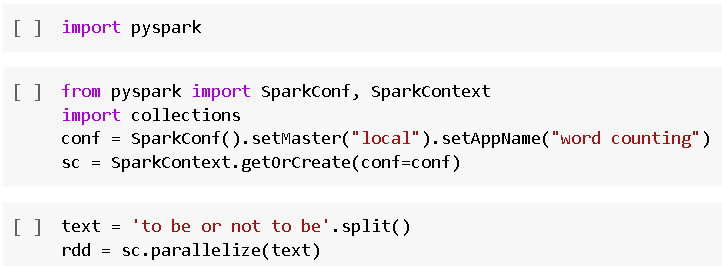 [ ] import pyspark
[ ] from pyspark import SparkConf, SparkContext
import collections
conf = SparkConf().setMaster("local").setAppName("word counting")
sc = SparkContext.getOrCreate(conf=conf)
[ ] text = 'to be or not to be'.split()
rdd = sc.parallelize(text)